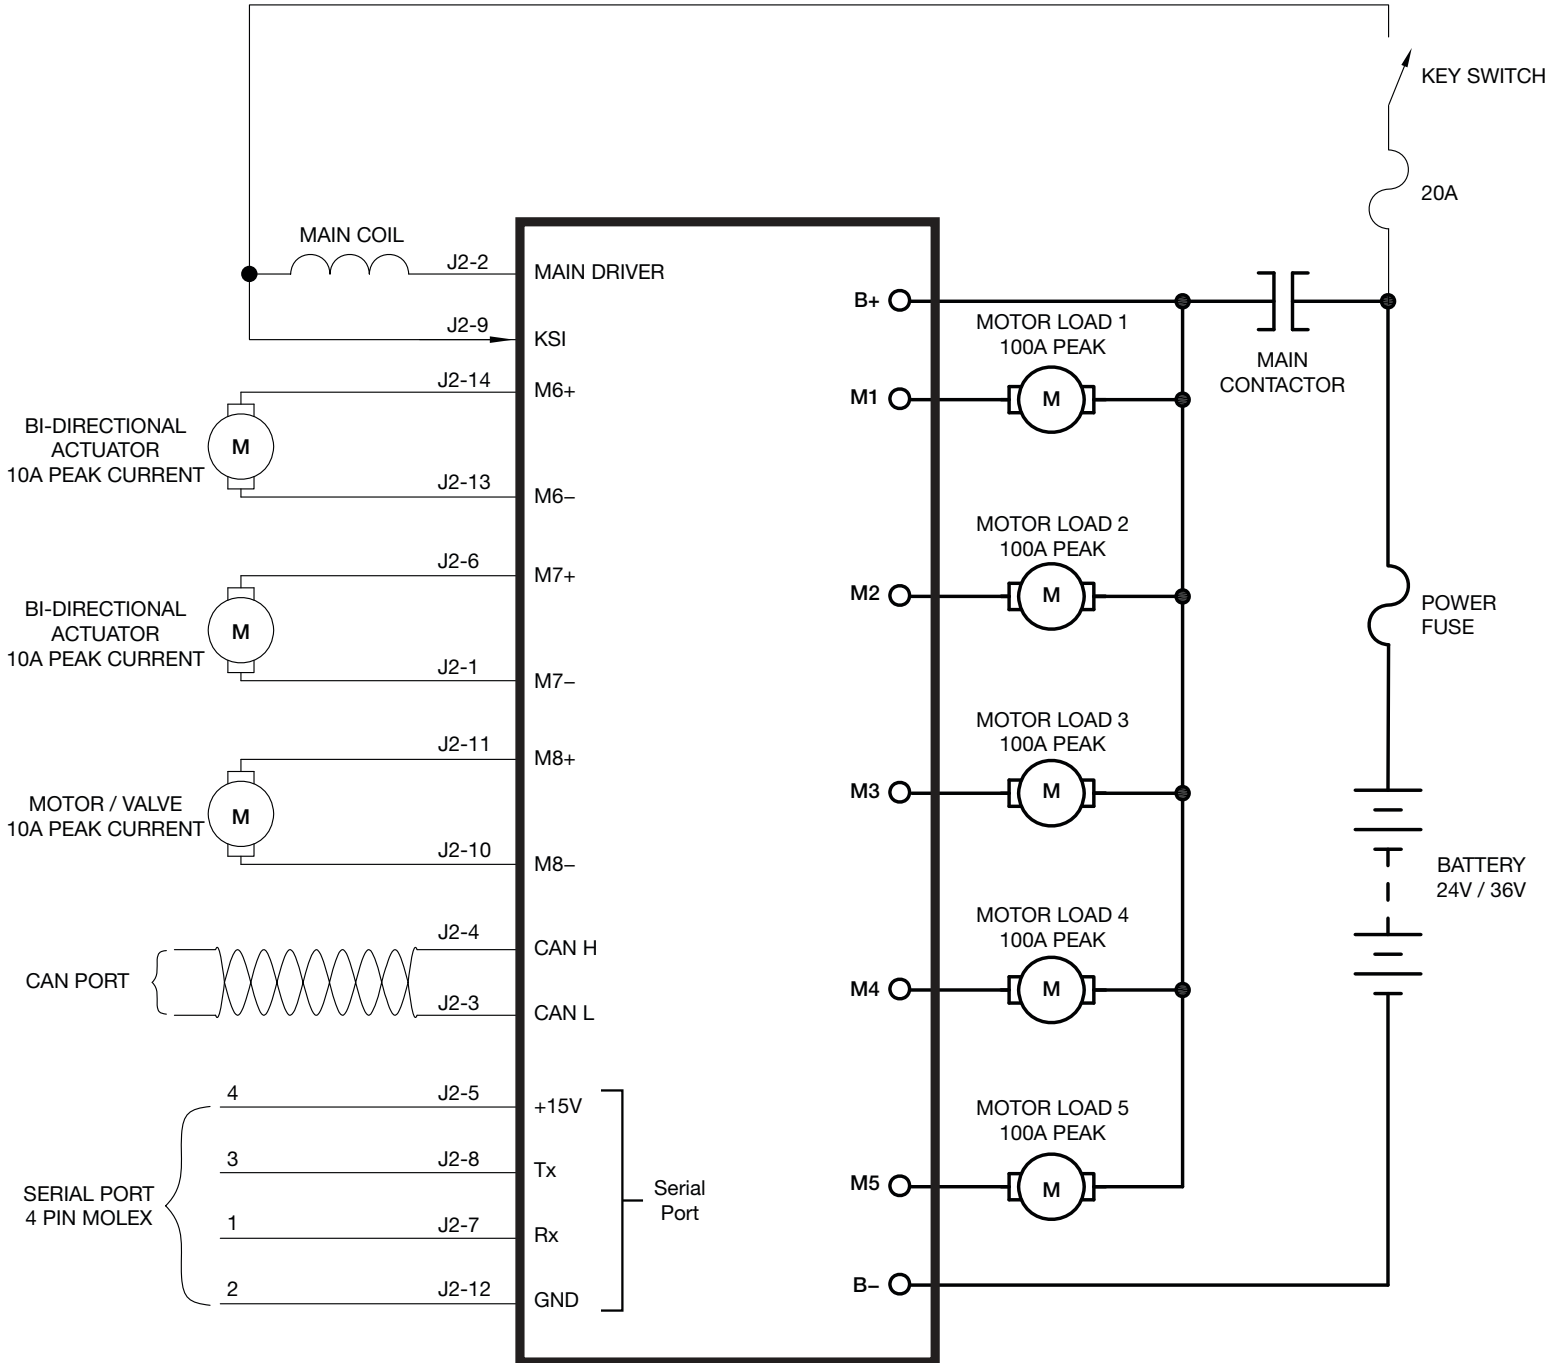 KEY SWITCH
20A
MAIN COIL
J2-2
MAIN DRIVER
J2-9
KSI
J2-14
M6+
BI-DIRECTIONAL
ACTUATOR
10A PEAK CURRENT
M
J2-13
M6–
J2-6
M7+
BI-DIRECTIONAL
ACTUATOR
10A PEAK CURRENT
M
J2-1
M7–
J2-11
M8+
MOTOR / VALVE
10A PEAK CURRENT
M
J2-10
M8–
J2-4
CAN H
CAN PORT
J2-3
CAN L
4
J2-5
+15V
3
J2-8
Tx
SERIAL PORT
4 PIN MOLEX
1
J2-7
Rx
2
J2-12
GND
Serial
Port
B+
MOTOR LOAD 1
100A PEAK
M1
M
MAIN
CONTACTOR
MOTOR LOAD 2
100A PEAK
M2
M
POWER
FUSE
MOTOR LOAD 3
100A PEAK
M3
M
BATTERY
24V / 36V
MOTOR LOAD 4
100A PEAK
M4
M
MOTOR LOAD 5
100A PEAK
M5
M
B–